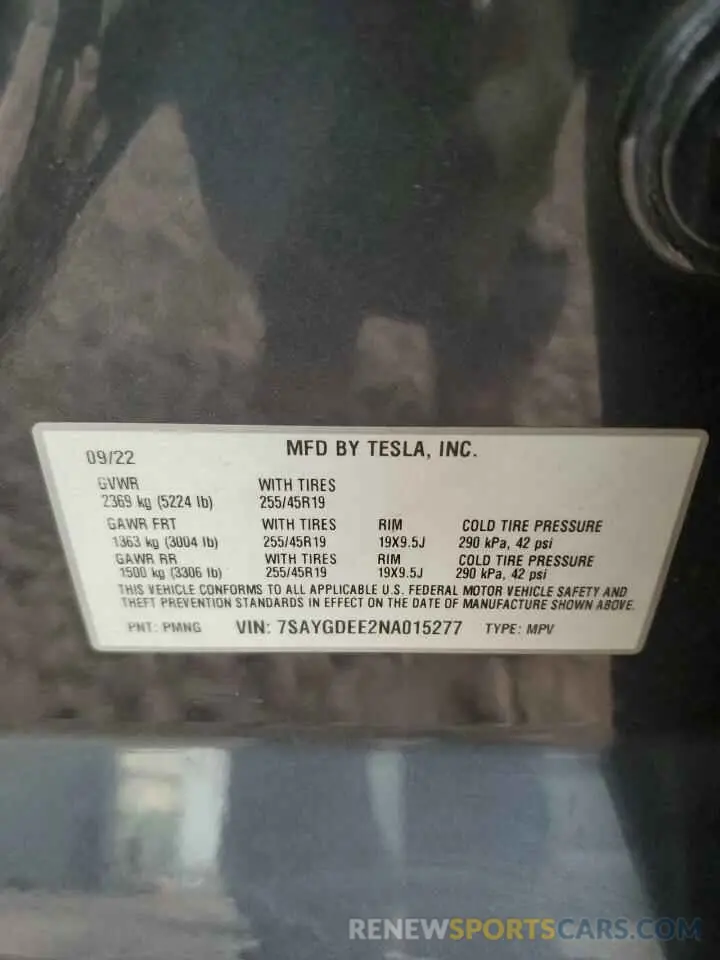 09/22 MFD BY TESLA, INC.
GVWR WITH TIRES
2369 kg (5224 lb) 255/45R19
GAWR FRT WITH TIRES RIM COLD TIRE PRESSURE
1363 kg (3004 lb) 255/45R19 19X9.5J 290 kPa, 42 psi
GAWR RR WITH TIRES RIM COLD TIRE PRESSURE
1500 kg (3306 lb) 255/45R19 19X9.5J 290 kPa, 42 psi
THIS VEHICLE CONFORMS TO ALL APPLICABLE U.S. FEDERAL MOTOR VEHICLE SAFETY AND
THEFT PREVENTION STANDARDS IN EFFECT ON THE DATE OF MANUFACTURE SHOWN ABOVE.
PNT: PMNG VIN: 7SAYGDEE2NA015277 TYPE: MPV
RENEWSPORTSCARS.COM